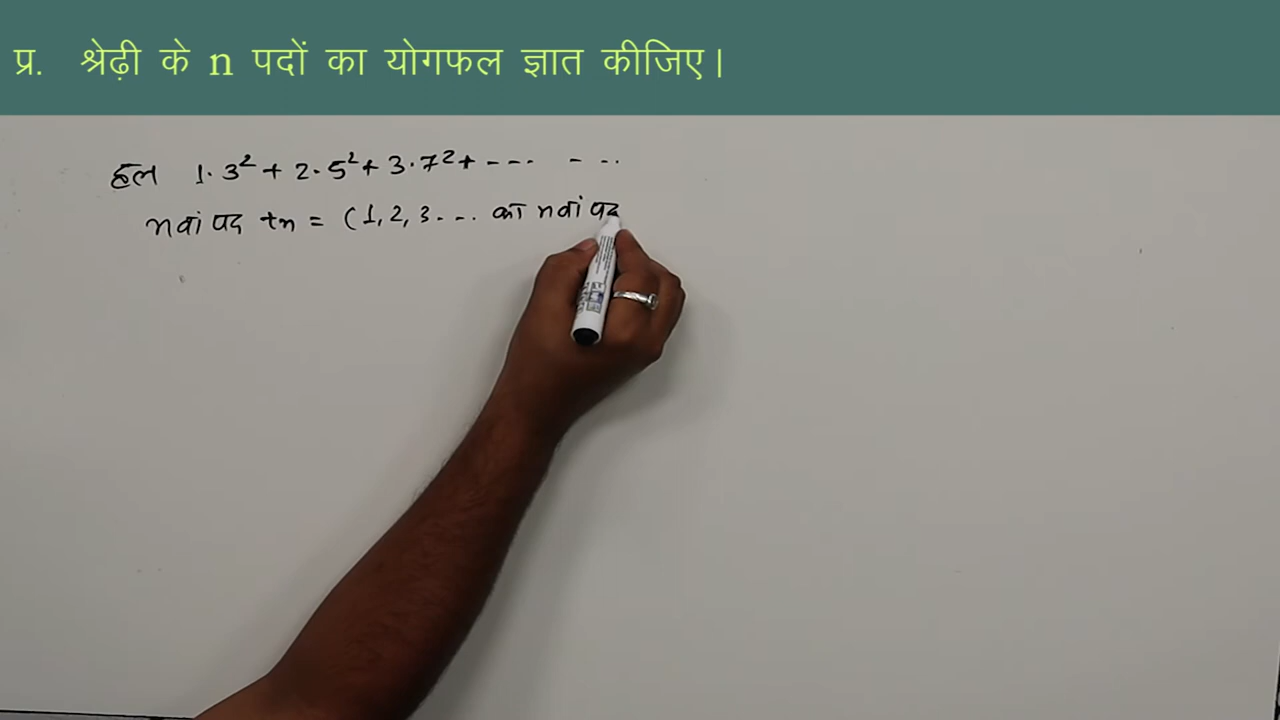 प्र. श्रेढ़ी के n पदों का योगफल ज्ञात कीजिए।
हल 1·3² + 2·5² + 3·7² + --- - ---
nवां पद tn = (1, 2, 3 --- का nवां पद